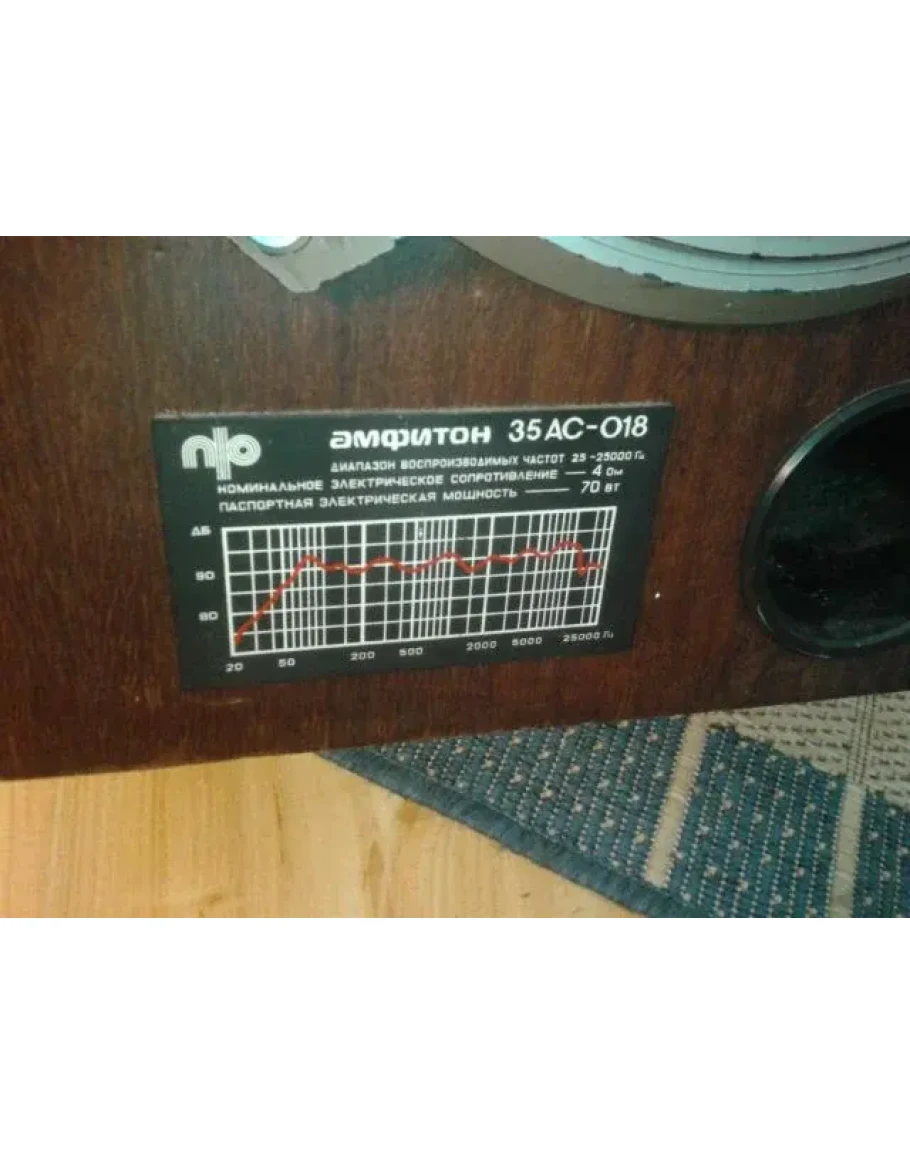 амфитон 35АС-018
ДИАПАЗОН ВОСПРОИЗВОДИМЫХ ЧАСТОТ 25-25000 Гц
НОМИНАЛЬНОЕ ЭЛЕКТРИЧЕСКОЕ СОПРОТИВЛЕНИЕ — 4 Ом
ПАСПОРТНАЯ ЭЛЕКТРИЧЕСКАЯ МОЩНОСТЬ — 70 ВТ
ДБ
90
80
20 50 200 500 2000 5000 25000 Гц